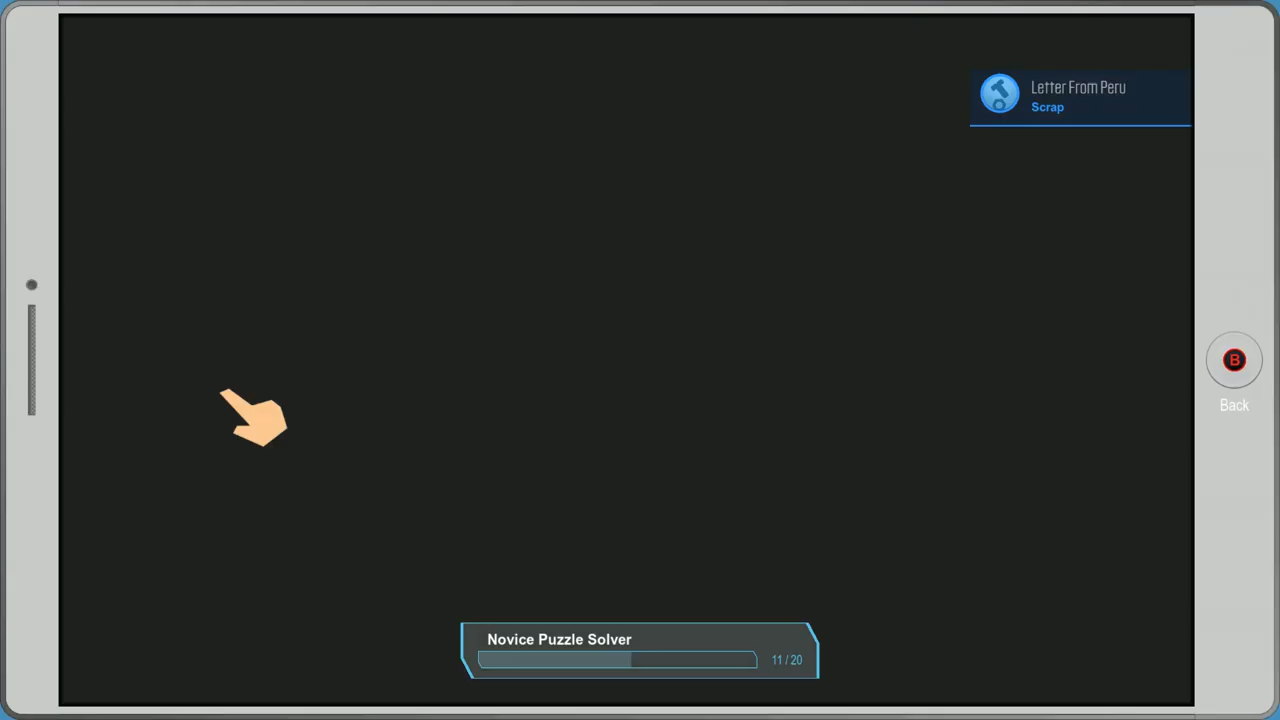 Letter From Peru
Scrap
B
Back
Novice Puzzle Solver
11 / 20